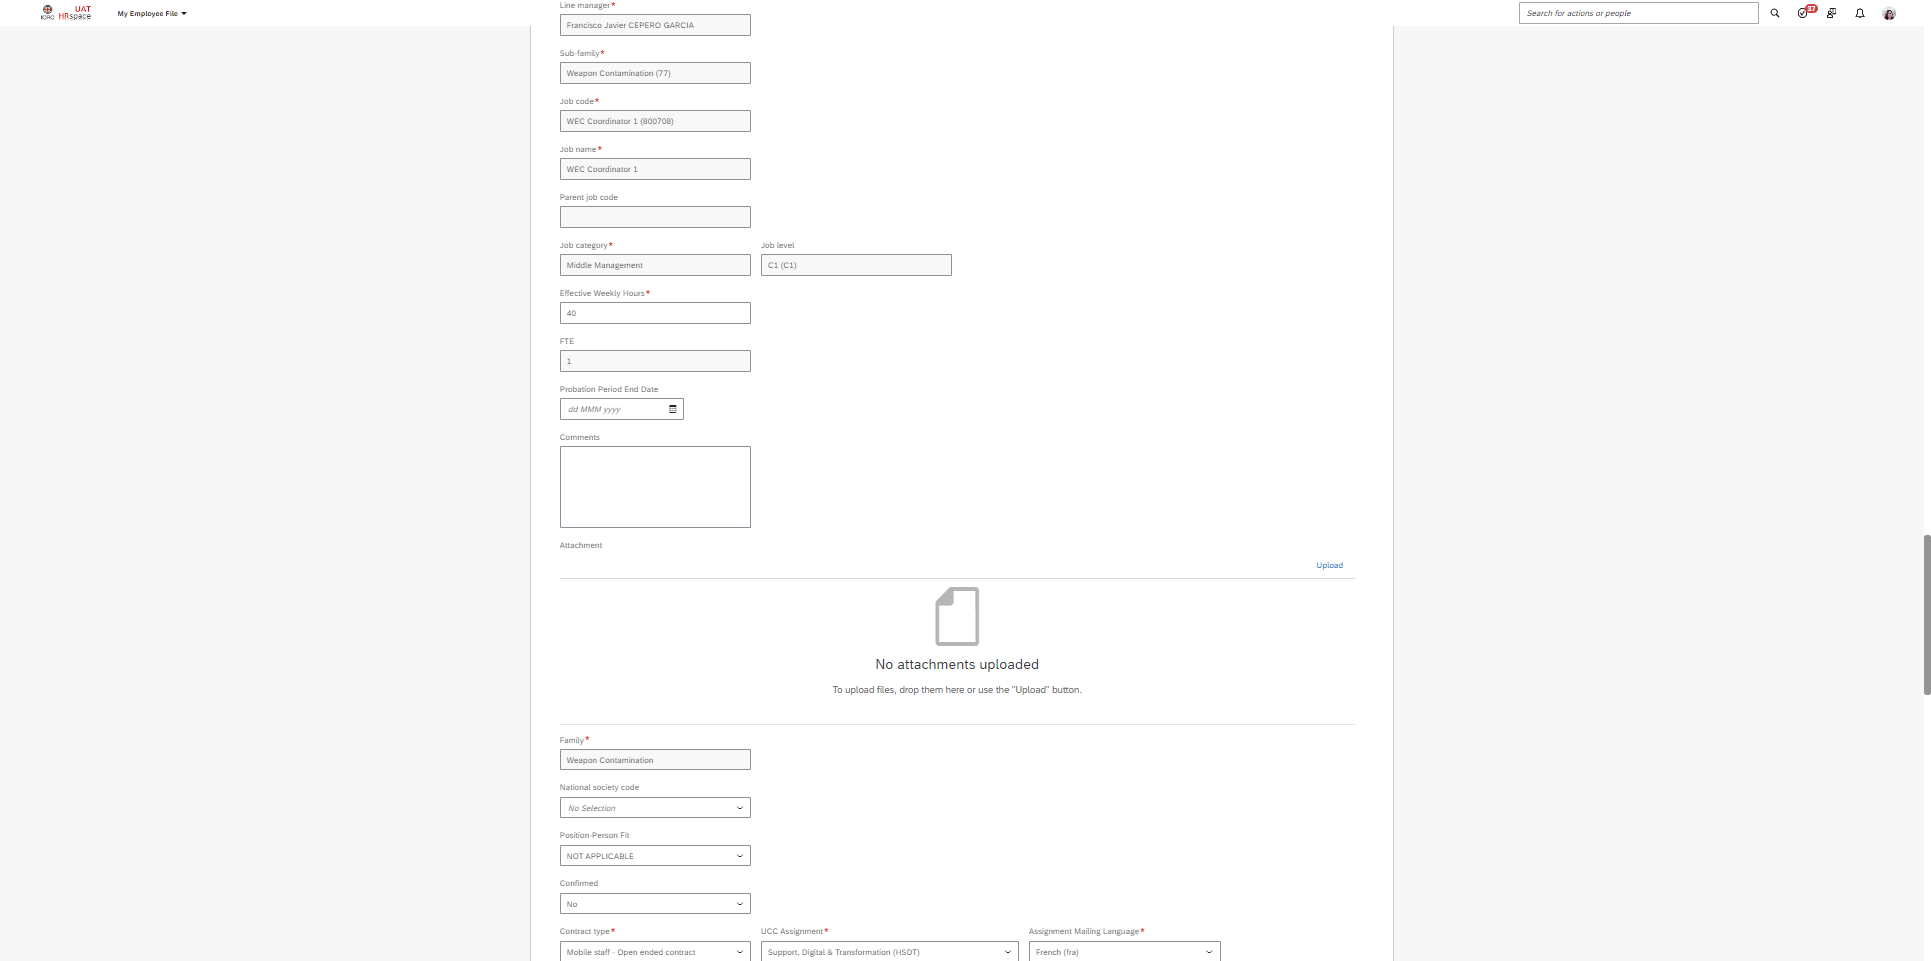 ICRC
UAT
HRspace
My Employee File
Search for actions or people
37
Line manager*
Francisco Javier CEPERO GARCIA
Sub-family*
Weapon Contamination (77)
Job code*
WEC Coordinator 1 (800708)
Job name*
WEC Coordinator 1
Parent job code
Job category* Job level
Middle Management C1 (C1)
Effective Weekly Hours*
40
FTE
1
Probation Period End Date
dd MMM yyyy
Comments
Attachment
Upload
No attachments uploaded
To upload files, drop them here or use the "Upload" button.
Family*
Weapon Contamination
National society code
No Selection
Position-Person Fit
NOT APPLICABLE
Confirmed
No
Contract type* UCC Assignment* Assignment Mailing Language*
Mobile staff - Open ended contract Support, Digital & Transformation (HSDT) French (fra)